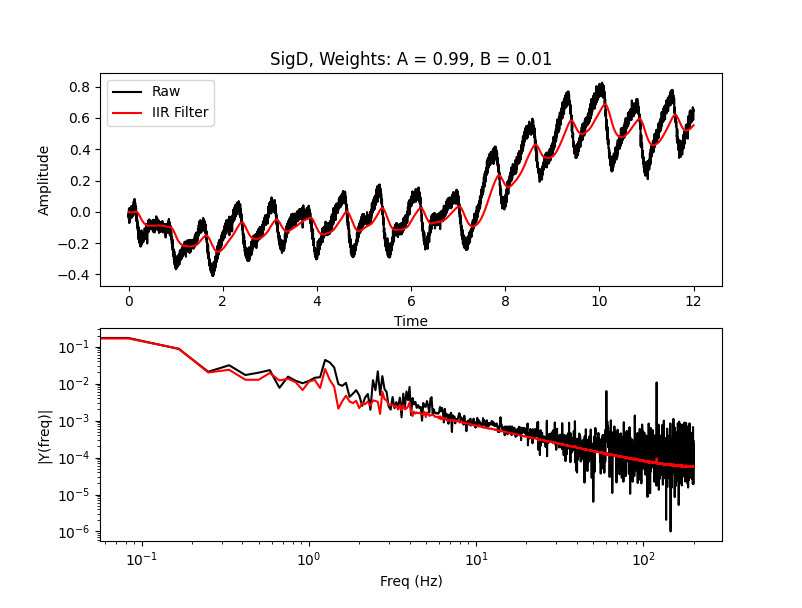 SigD, Weights: A = 0.99, B = 0.01
Raw
IIR Filter
Amplitude
0.8
0.6
0.4
0.2
0.0
−0.2
−0.4
0 2 4 6 8 10 12
Time
|Y(freq)|
10⁻¹
10⁻²
10⁻³
10⁻⁴
10⁻⁵
10⁻⁶
10⁻¹ 10⁰ 10¹ 10²
Freq (Hz)